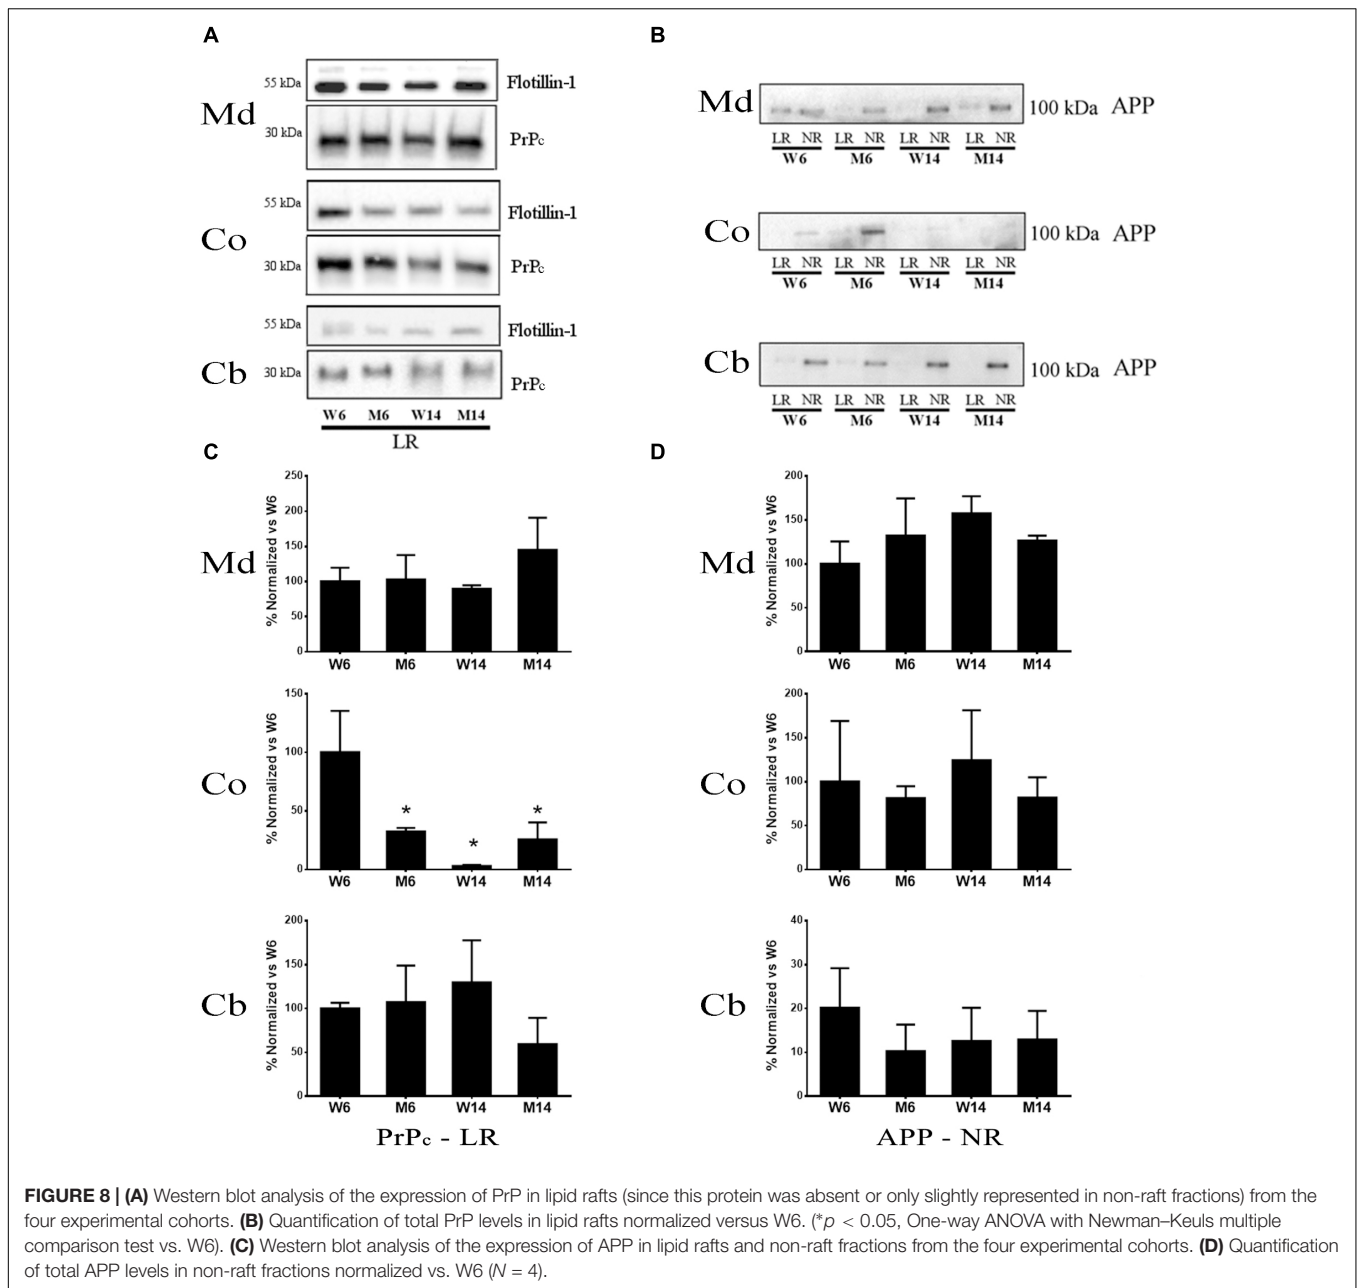 A
Md
55 kDa
Flotillin-1
30 kDa
PrPc
Co
55 kDa
Flotillin-1
30 kDa
PrPc
Cb
55 kDa
Flotillin-1
30 kDa
PrPc
W6 M6 W14 M14
LR
B
Md
100 kDa APP
LR NR LR NR LR NR LR NR
W6 M6 W14 M14
Co
100 kDa APP
LR NR LR NR LR NR LR NR
W6 M6 W14 M14
Cb
100 kDa APP
LR NR LR NR LR NR LR NR
W6 M6 W14 M14
C
Md
% Normalized vs W6
250
200
150
100
50
0
W6 M6 W14 M14
Co
% Normalized vs W6
150
100
50
0
* * *
W6 M6 W14 M14
Cb
% Normalized vs W6
200
150
100
50
0
W6 M6 W14 M14
PrPc - LR
D
Md
% Normalized vs W6
200
150
100
50
0
W6 M6 W14 M14
Co
% Normalized vs W6
200
150
100
50
0
W6 M6 W14 M14
Cb
% Normalized vs W6
40
30
20
10
0
W6 M6 W14 M14
APP - NR
FIGURE 8 | (A) Western blot analysis of the expression of PrP in lipid rafts (since this protein was absent or only slightly represented in non-raft fractions) from the
four experimental cohorts. (B) Quantification of total PrP levels in lipid rafts normalized versus W6. (*p < 0.05, One-way ANOVA with Newman–Keuls multiple
comparison test vs. W6). (C) Western blot analysis of the expression of APP in lipid rafts and non-raft fractions from the four experimental cohorts. (D) Quantification
of total APP levels in non-raft fractions normalized vs. W6 (N = 4).